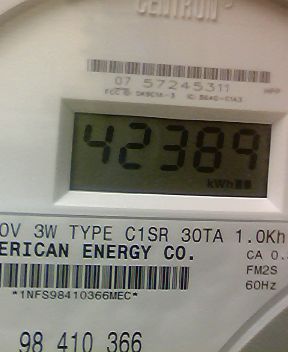 CENTRON®
07 57245311
42389
kWh
0V 3W TYPE C1SR 30TA 1.0Kh
ERICAN ENERGY CO.
CA 0.
FM2S
*1NFS98410366MEC*
60Hz
98 410 366